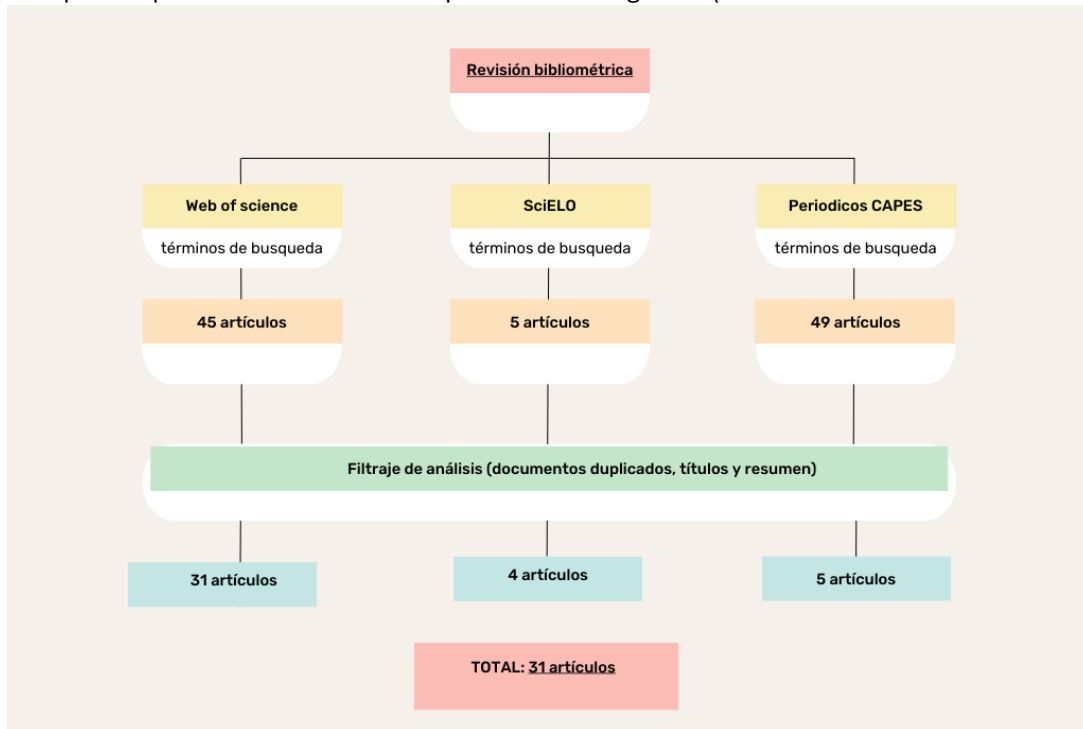 Revisión bibliométrica
Web of science
SciELO
Periodicos CAPES
términos de busqueda
términos de busqueda
términos de busqueda
45 artículos
5 artículos
49 artículos
Filtraje de análisis (documentos duplicados, títulos y resumen)
31 artículos
4 artículos
5 artículos
TOTAL: 31 artículos